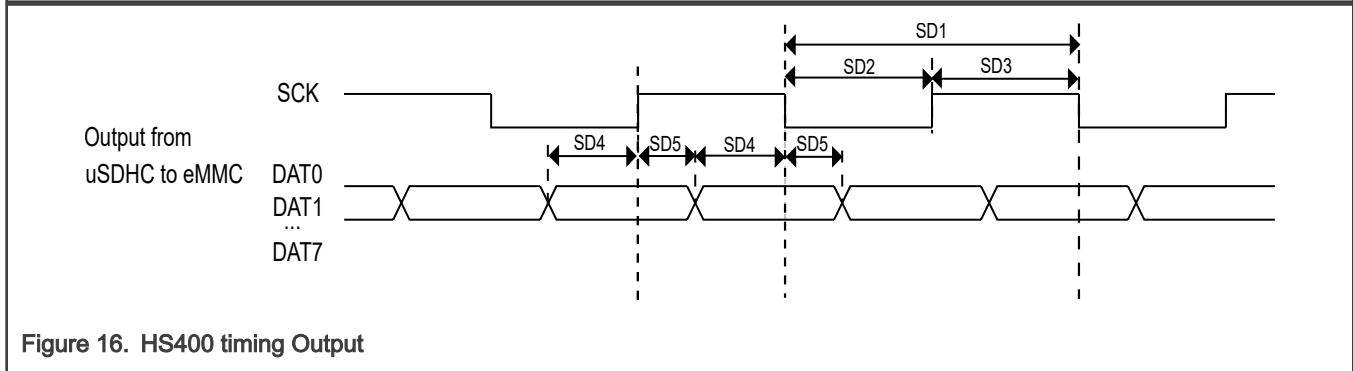 SD1
SD2 SD3
SCK
Output from
uSDHC to eMMC
SD4 SD5 SD4 SD5
DAT0
DAT1
...
DAT7
Figure 16. HS400 timing Output